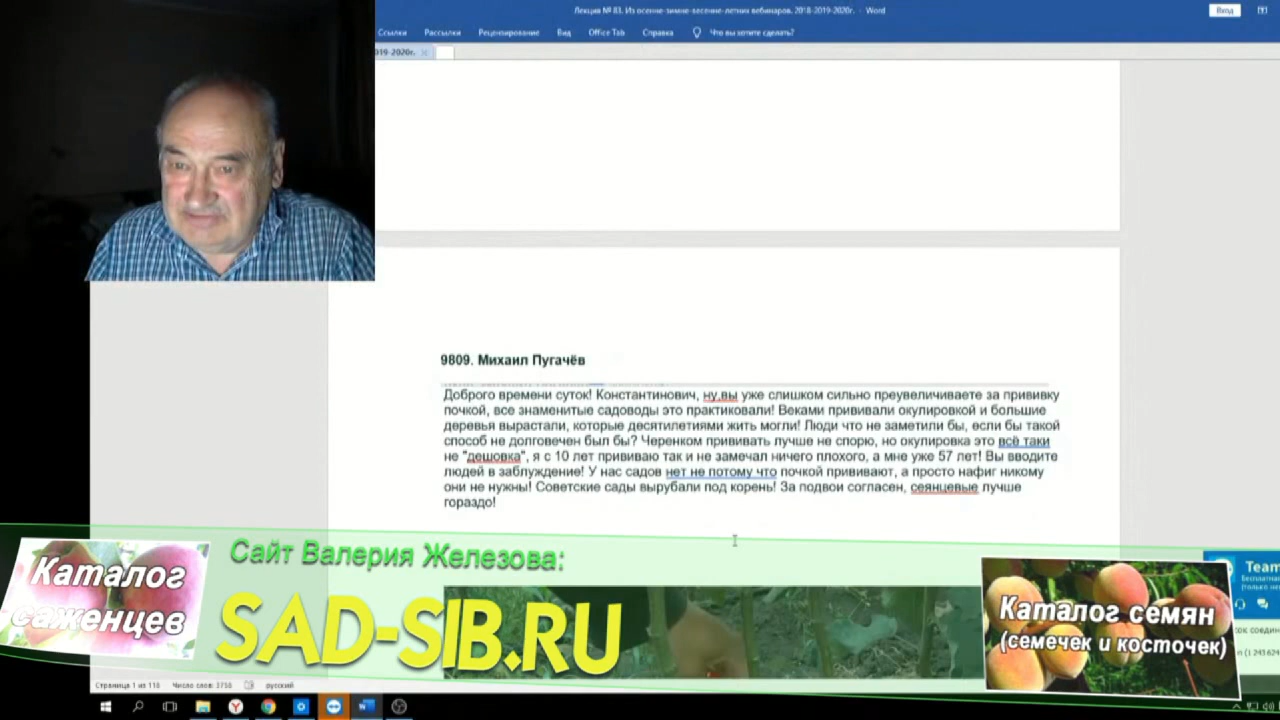 Лекция № 83. Из осенне-зимне-весенне-летних вебинаров. 2018-2019-2020г. - Word
Вход
Ссылки Рассылки Рецензирование Вид Office Tab Справка Что вы хотите сделать?
019-2020г.
9809. Михаил Пугачёв
Доброго времени суток! Константинович, ну,вы уже слишком сильно преувеличиваете за прививку
почкой, все знаменитые садоводы это практиковали! Веками прививали окулировкой и большие
деревья вырастали, которые десятилетиями жить могли! Люди что не заметили бы, если бы такой
способ не долговечен был бы? Черенком прививать лучше не спорю, но окулировка это всё таки
не "дешовка", я с 10 лет прививаю так и не замечал ничего плохого, а мне уже 57 лет! Вы вводите
людей в заблуждение! У нас садов нет не потому что почкой прививают, а просто нафиг никому
они не нужны! Советские сады вырубали под корень! За подвои согласен, сеянцевые лучше
гораздо!
Каталог
саженцев
Сайт Валерия Железова:
SAD-SIB.RU
Каталог семян
(семечек и косточек)
Team
Бесплатная
(только не
Страница 1 из 118 Число слов: 3756 русский